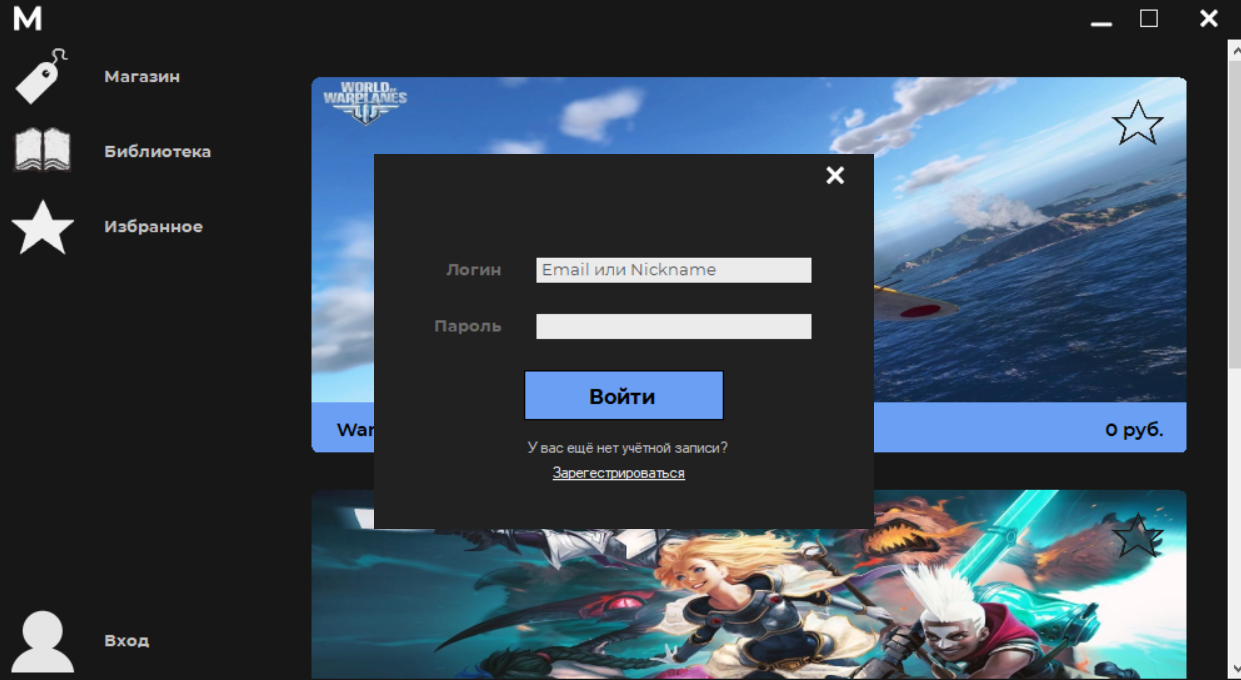 M
Магазин
Библиотека
Избранное
WORLD OF
WARPLANES
Логин
Email или Nickname
Пароль
Войти
У вас ещё нет учётной записи?
Зарегестрироваться
War
0 руб.
Вход